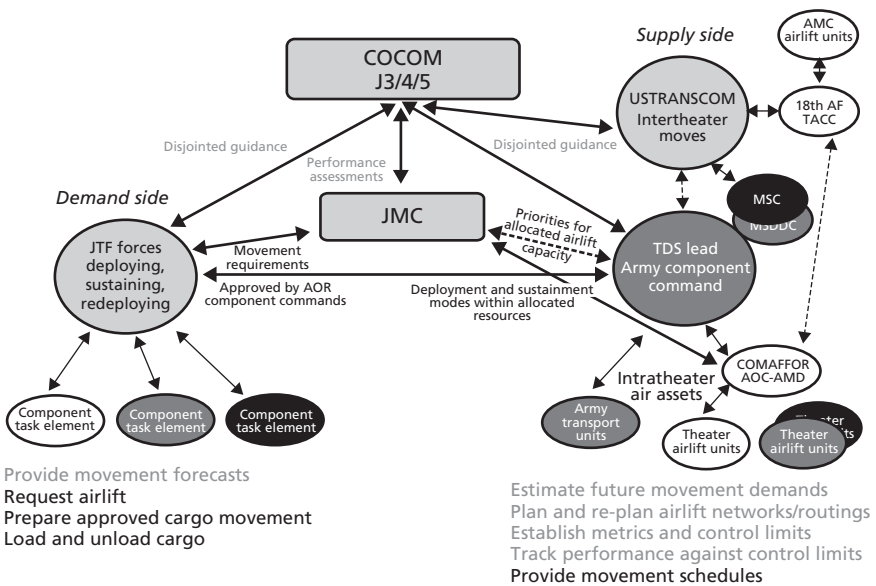 AMC
airlift units
Supply side
COCOM
J3/4/5
USTRANSCOM
Intertheater
moves
18th AF
TACC
Disjointed guidance
Disjointed guidance
Performance
assessments
Demand side
MSC
JMC
Priorities for
allocated airlift
capacity
JTF forces
deploying,
sustaining,
redeploying
Movement
requirements
TDS lead
Army component
command
Approved by AOR
component commands
Deployment and sustainment
modes within allocated
resources
COMAFFOR
AOC-AMD
Intratheater
air assets
Component
task element
Component
task element
Component
task element
Army
transport
units
Theater
airlift units
Theater
airlift units
Provide movement forecasts
Request airlift
Prepare approved cargo movement
Load and unload cargo
Estimate future movement demands
Plan and re-plan airlift networks/routings
Establish metrics and control limits
Track performance against control limits
Provide movement schedules